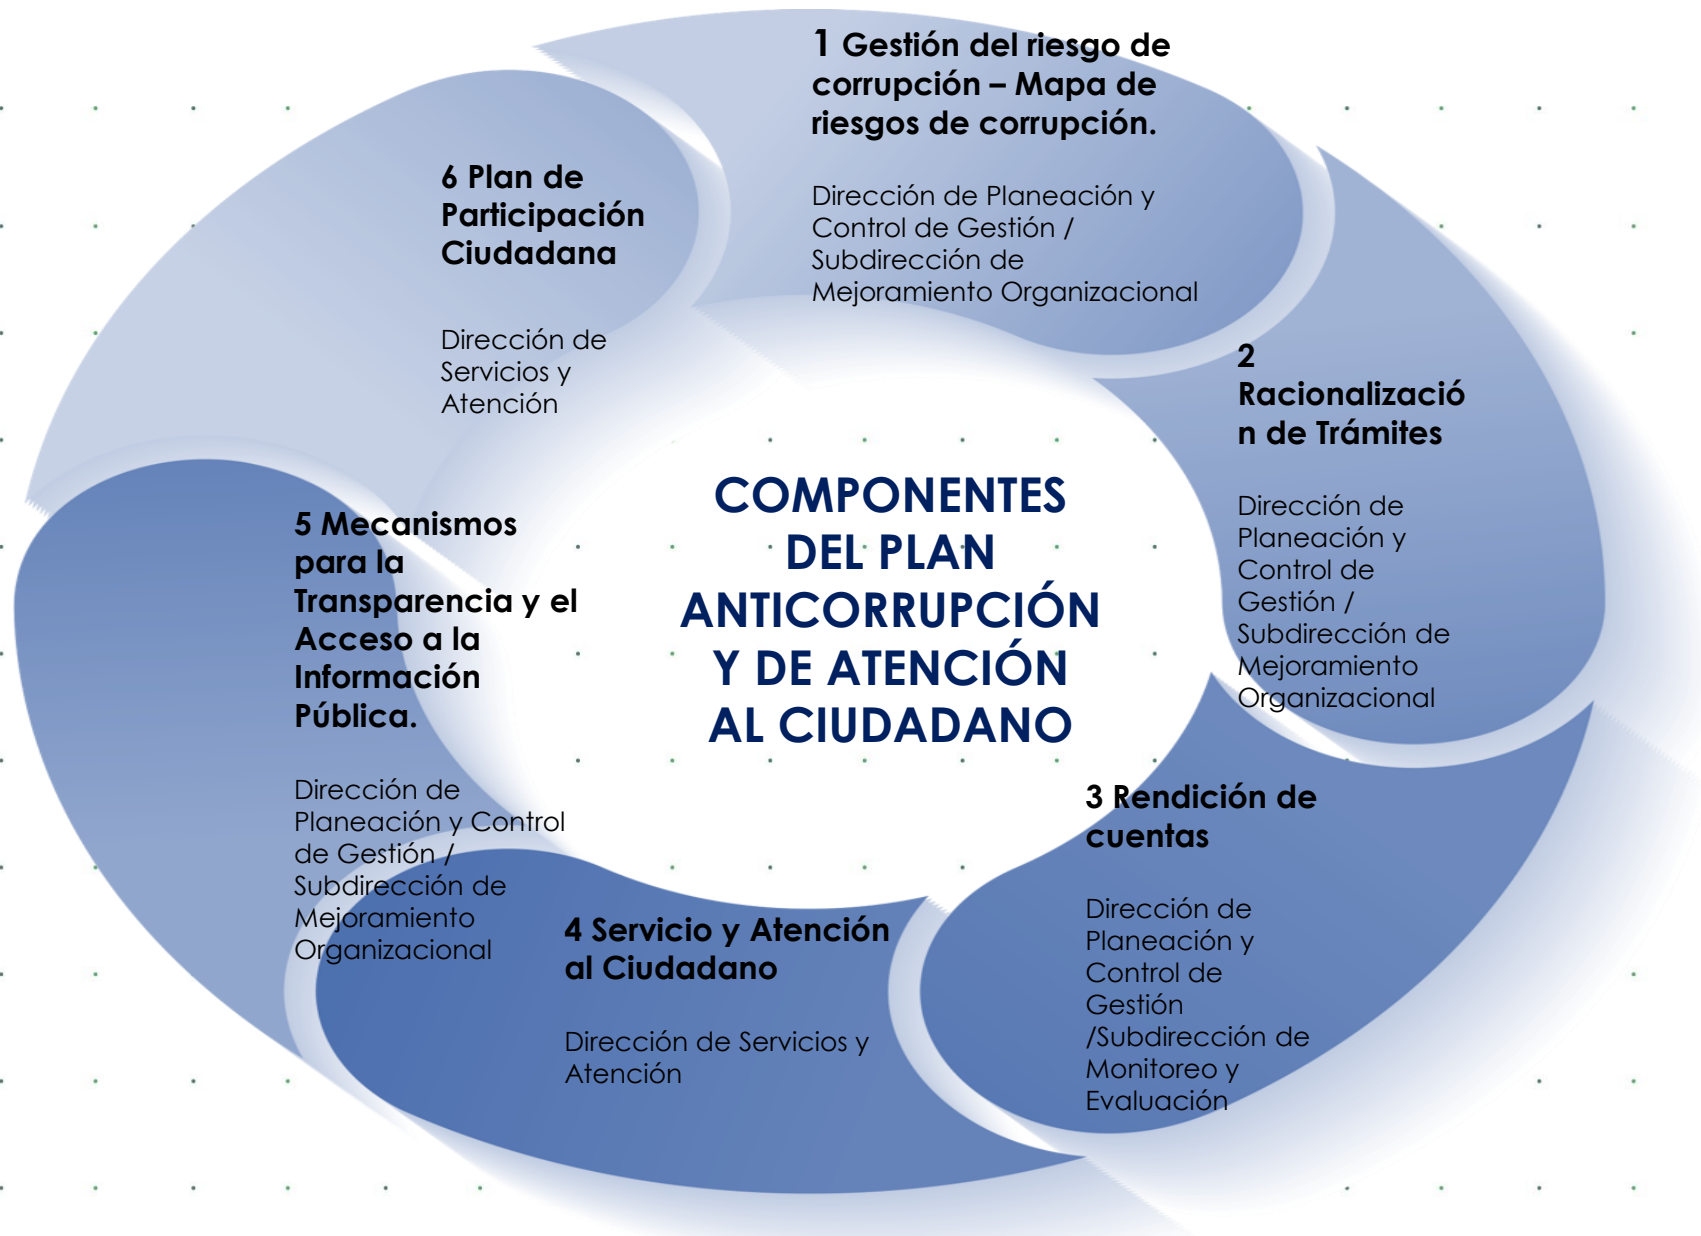 1 Gestión del riesgo de
corrupción – Mapa de
riesgos de corrupción.
Dirección de Planeación y
Control de Gestión /
Subdirección de
Mejoramiento Organizacional
2
Racionalizació
n de Trámites
Dirección de
Planeación y
Control de
Gestión /
Subdirección de
Mejoramiento
Organizacional
3 Rendición de
cuentas
Dirección de
Planeación y
Control de
Gestión
/Subdirección de
Monitoreo y
Evaluación
4 Servicio y Atención
al Ciudadano
Dirección de Servicios y
Atención
5 Mecanismos
para la
Transparencia y el
Acceso a la
Información
Pública.
Dirección de
Planeación y Control
de Gestión /
Subdirección de
Mejoramiento
Organizacional
6 Plan de
Participación
Ciudadana
Dirección de
Servicios y
Atención
COMPONENTES
DEL PLAN
ANTICORRUPCIÓN
Y DE ATENCIÓN
AL CIUDADANO